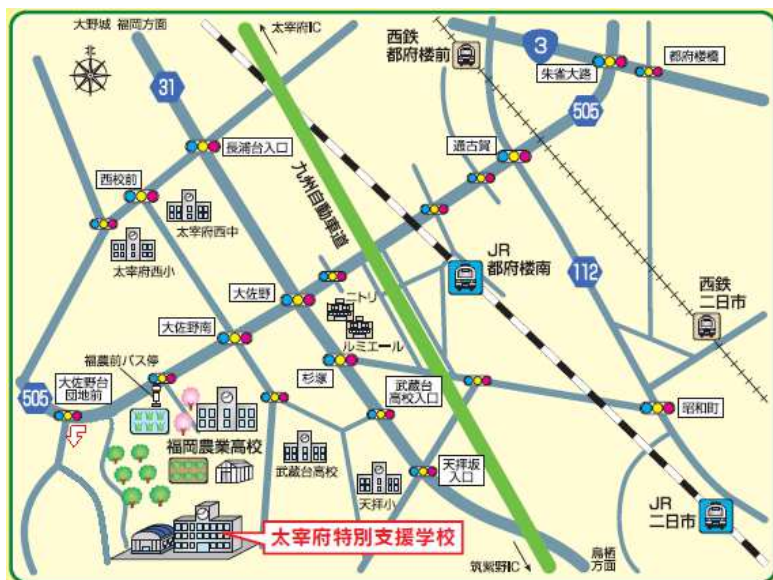 大野城 福岡方面
太宰府IC
北
西鉄
都府楼前
3
朱雀大路
都府楼橋
31
505
長浦台入口
通古賀
西校前
太宰府西中
太宰府西小
九州自動車道
JR
都府楼南
112
西鉄
二日市
大佐野
ニトリ
ルミエール
大佐野南
福農前バス停
杉塚
武蔵台
高校入口
505
大佐野台
団地前
昭和町
福岡農業高校
武蔵台高校
天拝小
天拝坂
入口
JR
二日市
太宰府特別支援学校
筑紫野IC
鳥栖
方面